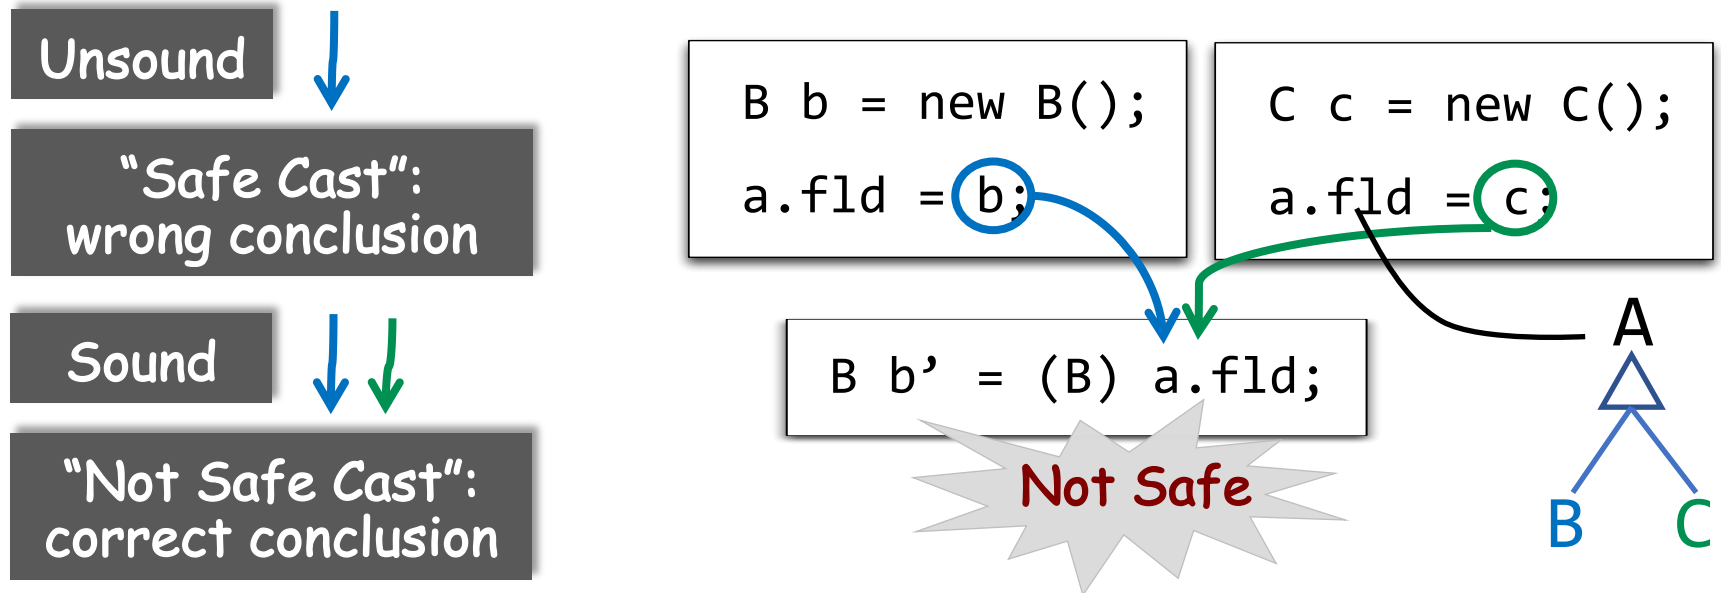 Unsound
“Safe Cast”:
wrong conclusion
Sound
“Not Safe Cast”:
correct conclusion
B b = new B();
a.fld = b;
C c = new C();
a.fld = c;
B b’ = (B) a.fld;
Not Safe
A
B
C